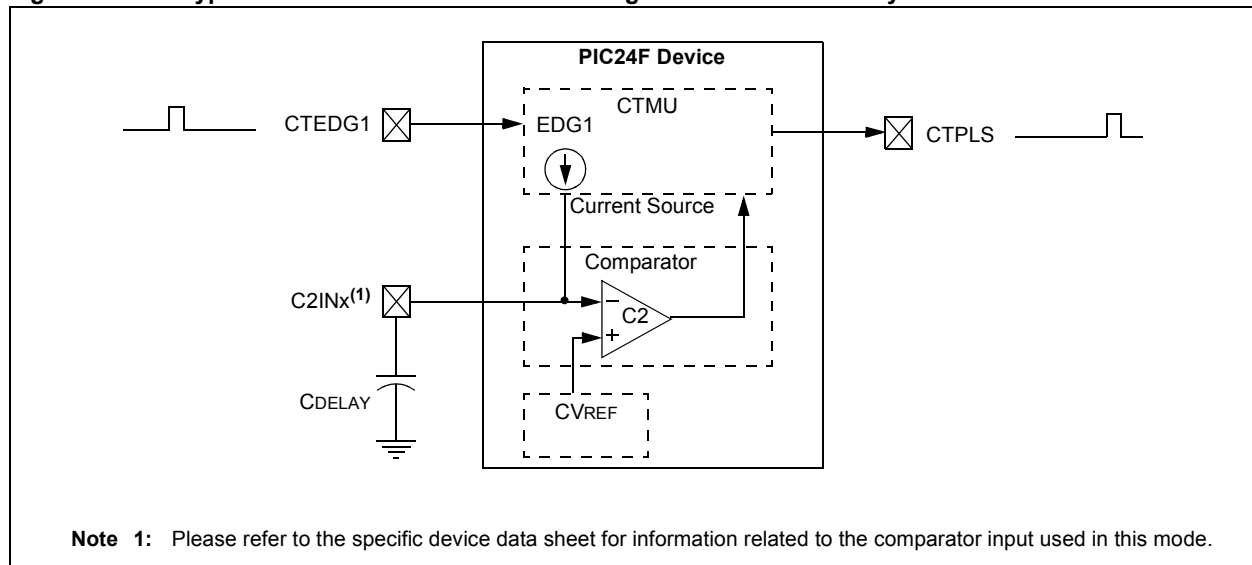 PIC24F Device
CTMU
CTEDG1
EDG1
CTPLS
Current Source
Comparator
C2INx(1)
–
C2
+
CDELAY
CVREF
Note 1: Please refer to the specific device data sheet for information related to the comparator input used in this mode.